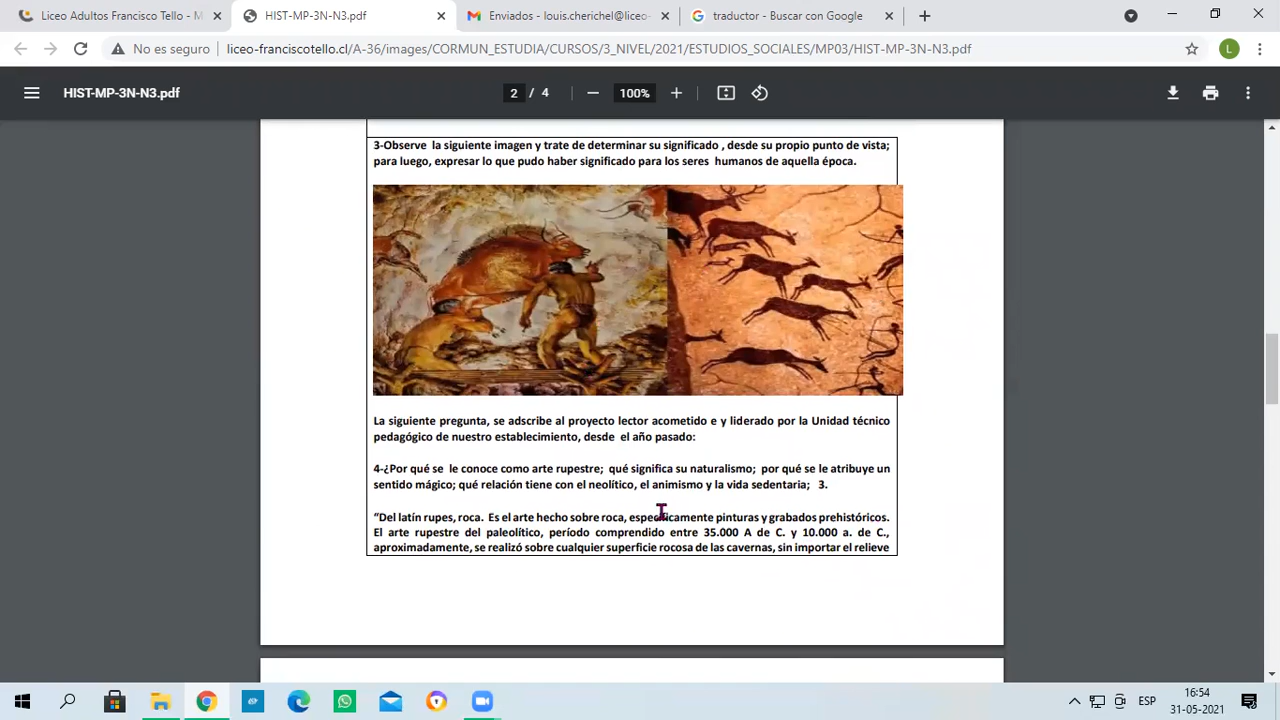 Liceo Adultos Francisco Tello - M
HIST-MP-3N-N3.pdf
Enviados - louis.cherichel@liceo-
traductor - Buscar con Google
No es seguro
liceo-franciscotello.cl/A-36/images/CORMUN_ESTUDIA/CURSOS/3_NIVEL/2021/ESTUDIOS_SOCIALES/MP03/HIST-MP-3N-N3.pdf
L
HIST-MP-3N-N3.pdf
2 / 4
100%
3-Observe la siguiente imagen y trate de determinar su significado , desde su propio punto de vista;
para luego, expresar lo que pudo haber significado para los seres humanos de aquella época.
La siguiente pregunta, se adscribe al proyecto lector acometido e y liderado por la Unidad técnico
pedagógico de nuestro establecimiento, desde el año pasado:
4-¿Por qué se le conoce como arte rupestre; qué significa su naturalismo; por qué se le atribuye un
sentido mágico; qué relación tiene con el neolítico, el animismo y la vida sedentaria; 3.
"Del latín rupes, roca. Es el arte hecho sobre roca, específicamente pinturas y grabados prehistóricos.
El arte rupestre del paleolítico, período comprendido entre 35.000 A de C. y 10.000 a. de C.,
aproximadamente, se realizó sobre cualquier superficie rocosa de las cavernas, sin importar el relieve
ESP
16:54
31-05-2021